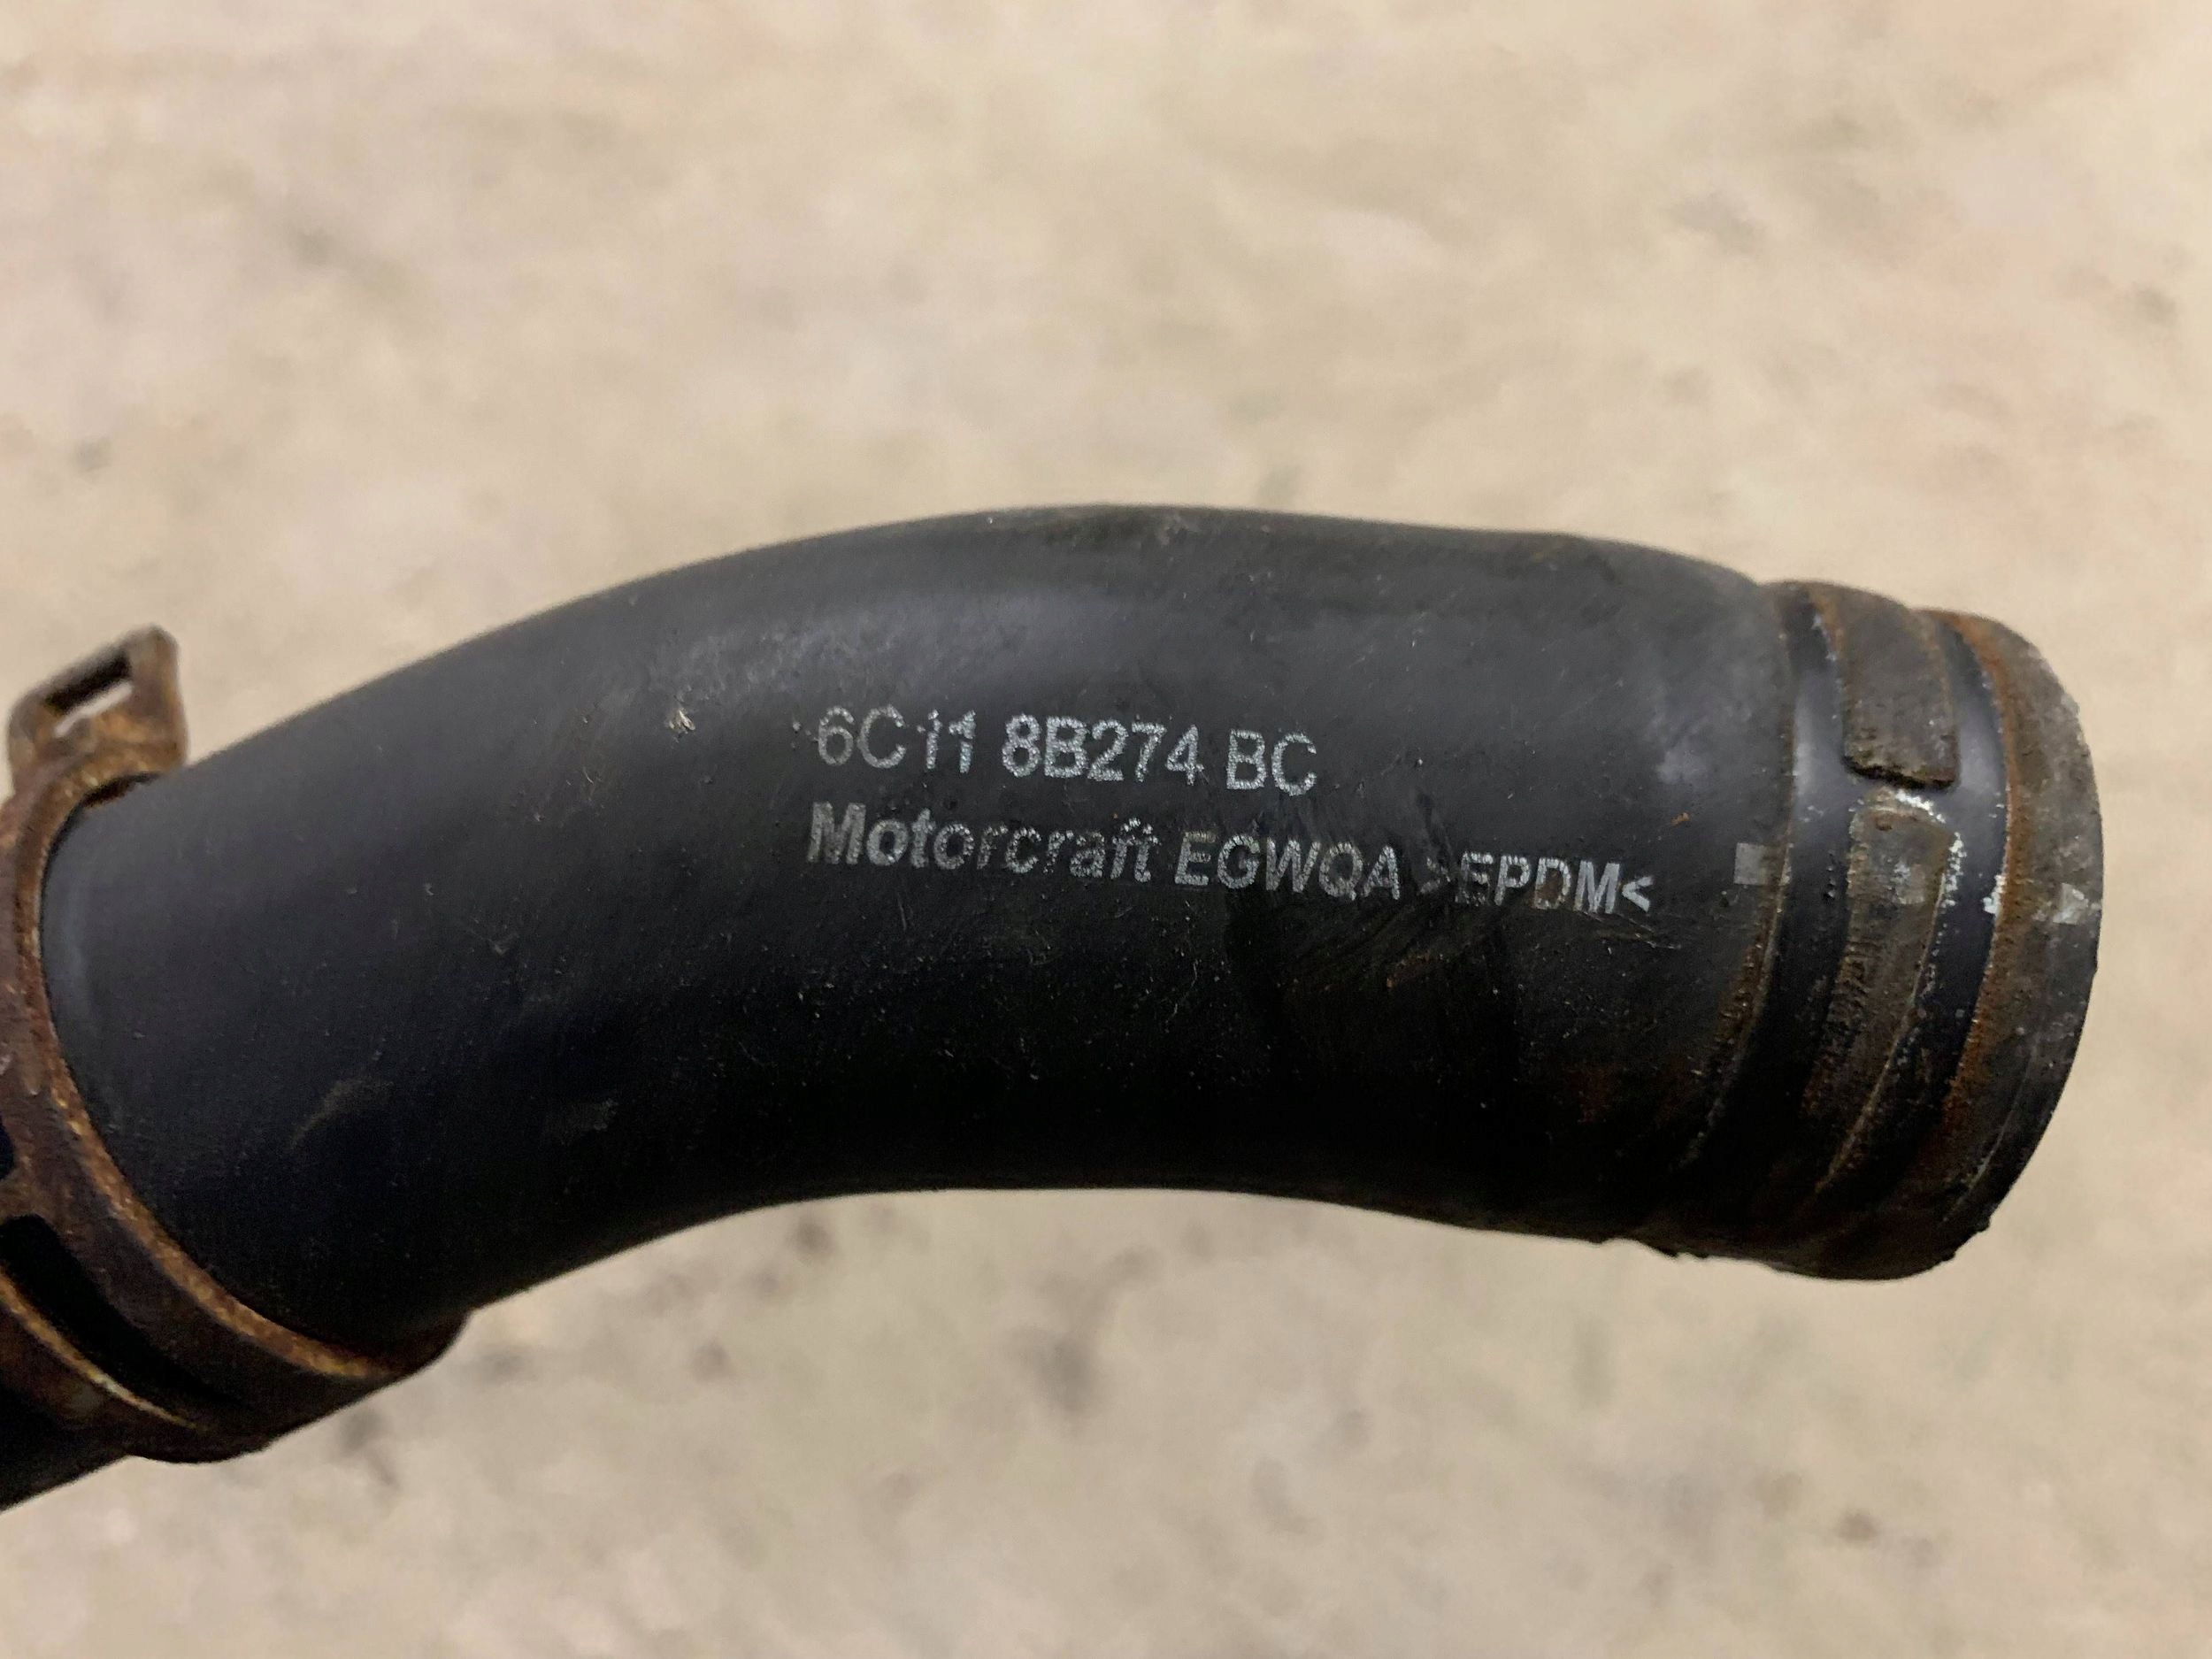 6C11 8B274 BC
Motorcraft EGWQA >EPDM<